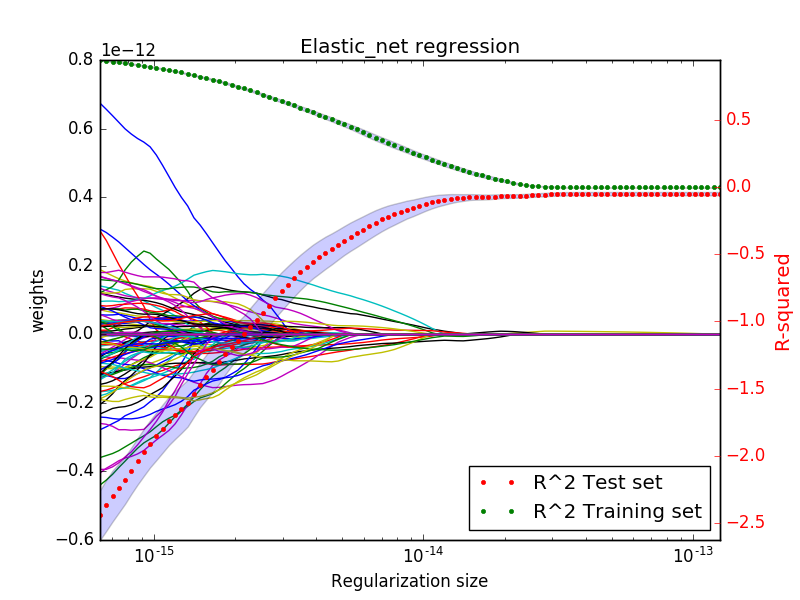 Elastic_net regression
1e−12
0.8
0.6
0.4
0.2
0.0
−0.2
−0.4
−0.6
weights
10^-15
10^-14
10^-13
Regularization size
0.5
0.0
−0.5
−1.0
−1.5
−2.0
−2.5
R-squared
R^2 Test set
R^2 Training set